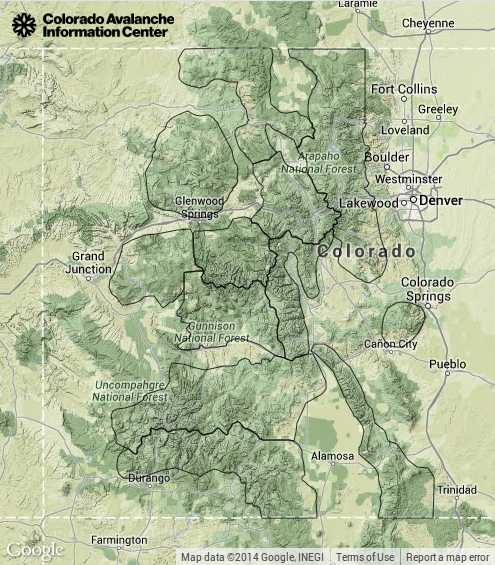 Colorado Avalanche
Information Center
Laramie
Cheyenne
Fort Collins
Greeley
Loveland
Arapaho
National Forest
Boulder
Westminster
Glenwood
Springs
Lakewood
Denver
Colorado
Grand
Junction
Colorado
Springs
Gunnison
National Forest
Cañon City
Pueblo
Uncompahgre
National Forest
Alamosa
Durango
Trinidad
Farmington
Google
Map data ©2014 Google, INEGI
Terms of Use
Report a map error